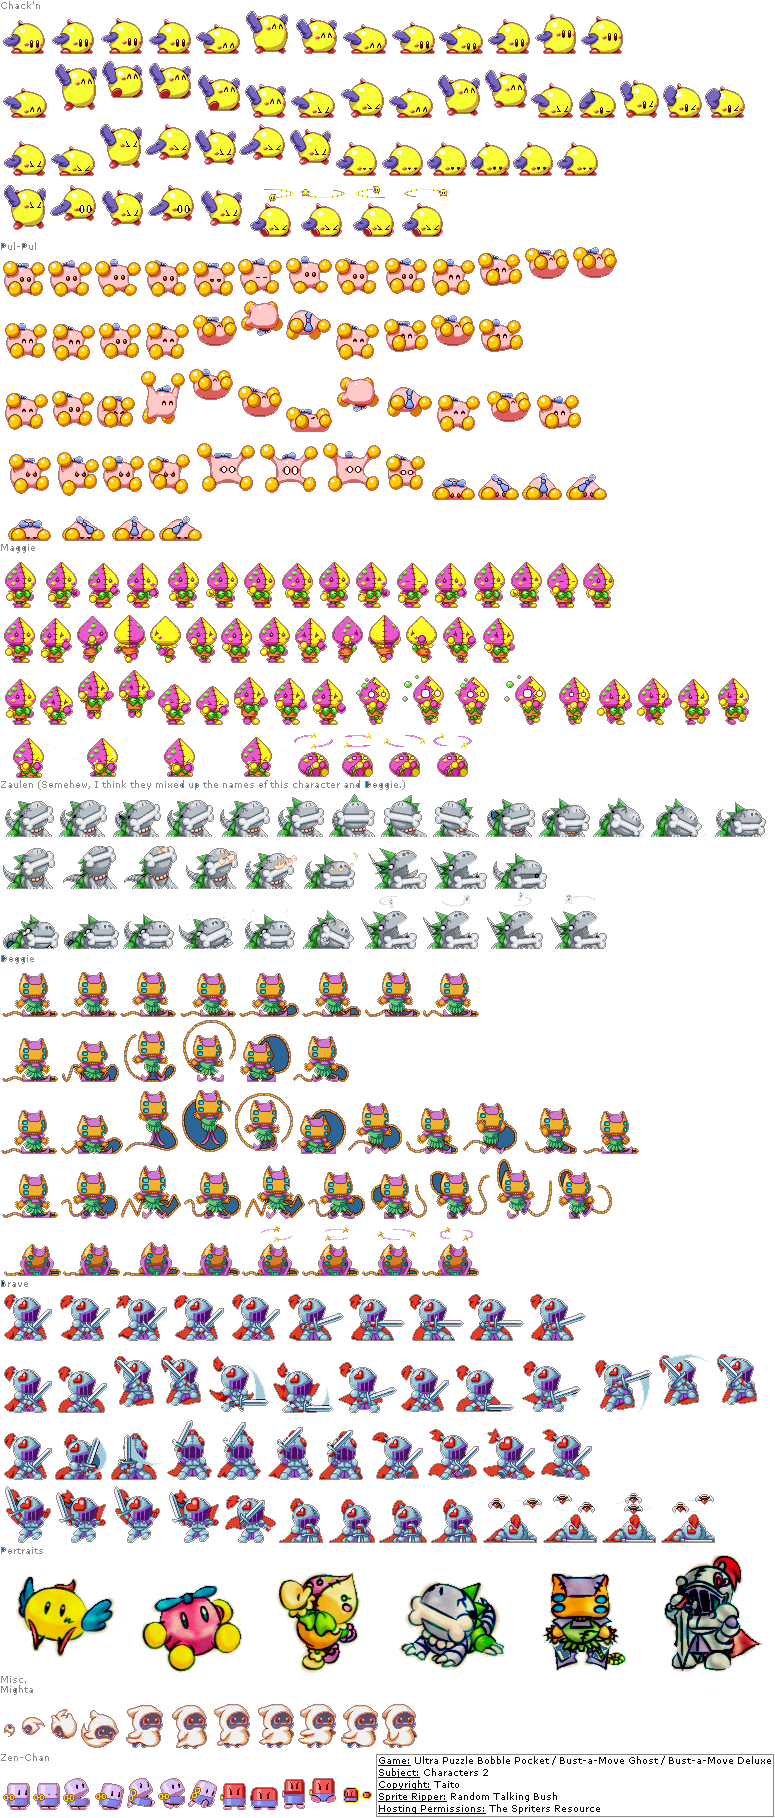 Chack'n
Pul-Pul
Maggie
Zaulen (Somehow, I think they mixed up the names of this character and Doggie.)
Doggie
Brave
Portraits
Misc.
Mighta
Zen-Chan
Game: Ultra Puzzle Bobble Pocket / Bust-a-Move Ghost / Bust-a-Move Deluxe
Subject: Characters 2
Copyright: Taito
Sprite Ripper: Random Talking Bush
Hosting Permissions: The Spriters Resource